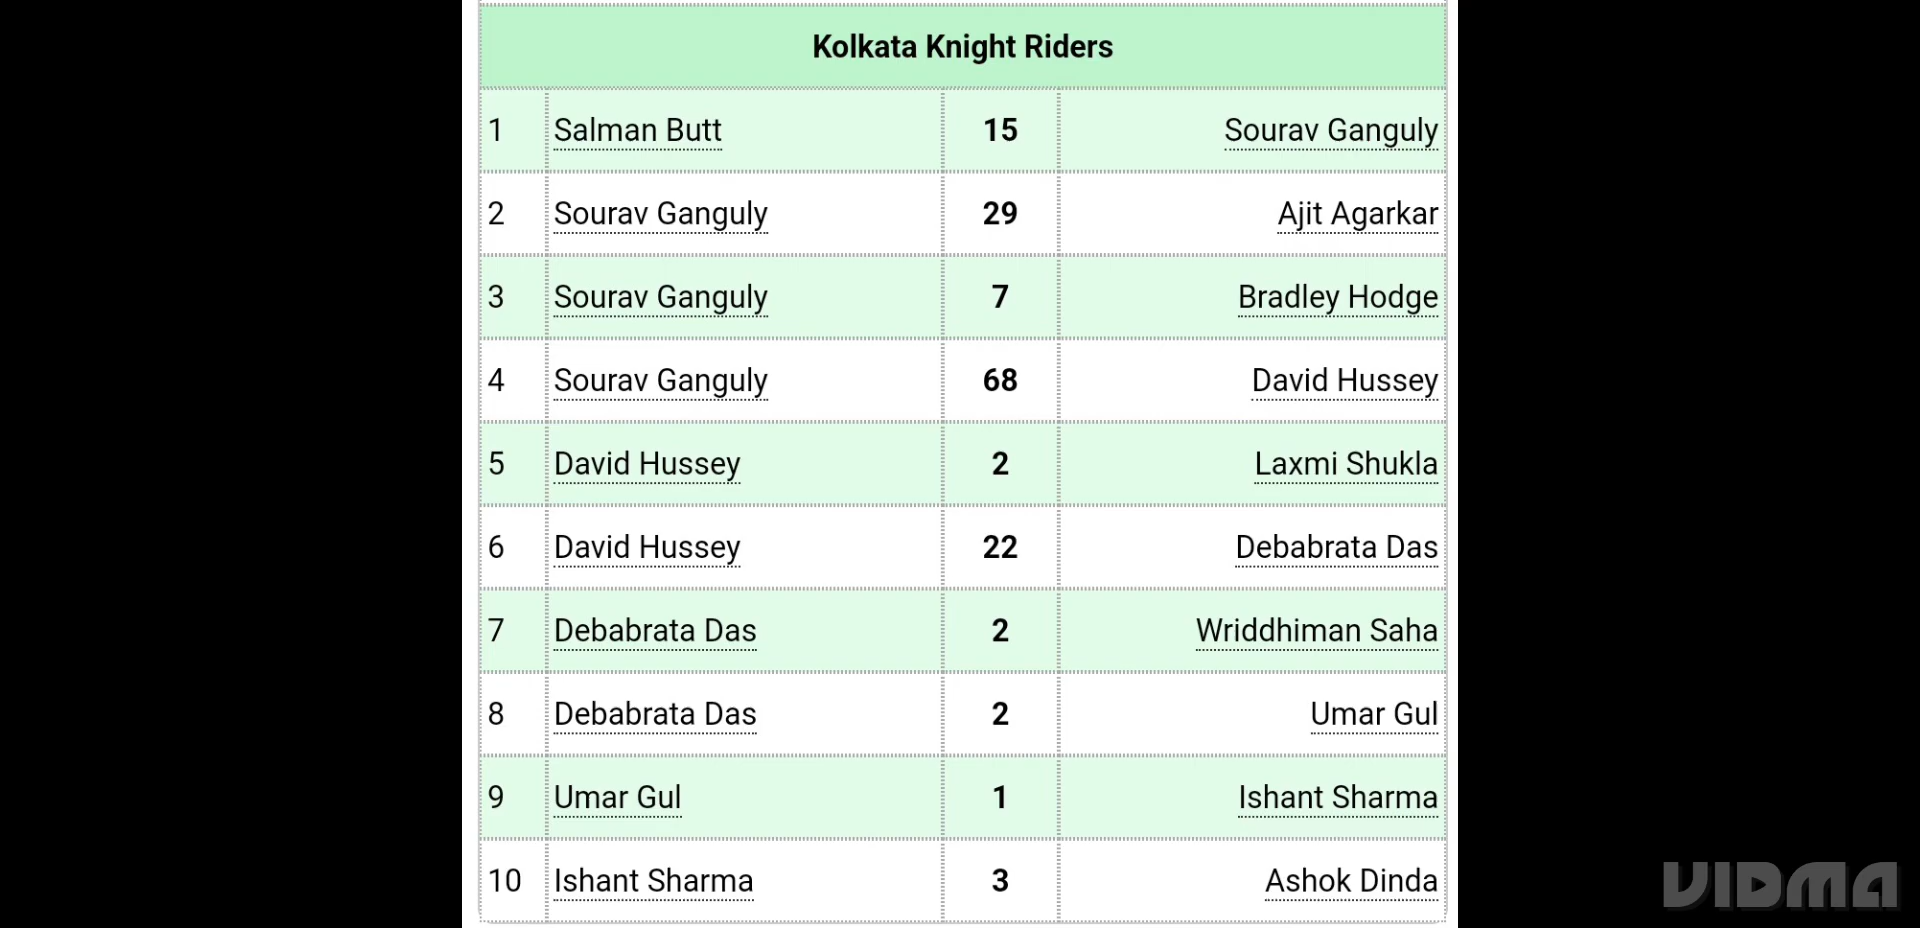 Kolkata Knight Riders
1 Salman Butt 15 Sourav Ganguly
2 Sourav Ganguly 29 Ajit Agarkar
3 Sourav Ganguly 7 Bradley Hodge
4 Sourav Ganguly 68 David Hussey
5 David Hussey 2 Laxmi Shukla
6 David Hussey 22 Debabrata Das
7 Debabrata Das 2 Wriddhiman Saha
8 Debabrata Das 2 Umar Gul
9 Umar Gul 1 Ishant Sharma
10 Ishant Sharma 3 Ashok Dinda
VIDMA